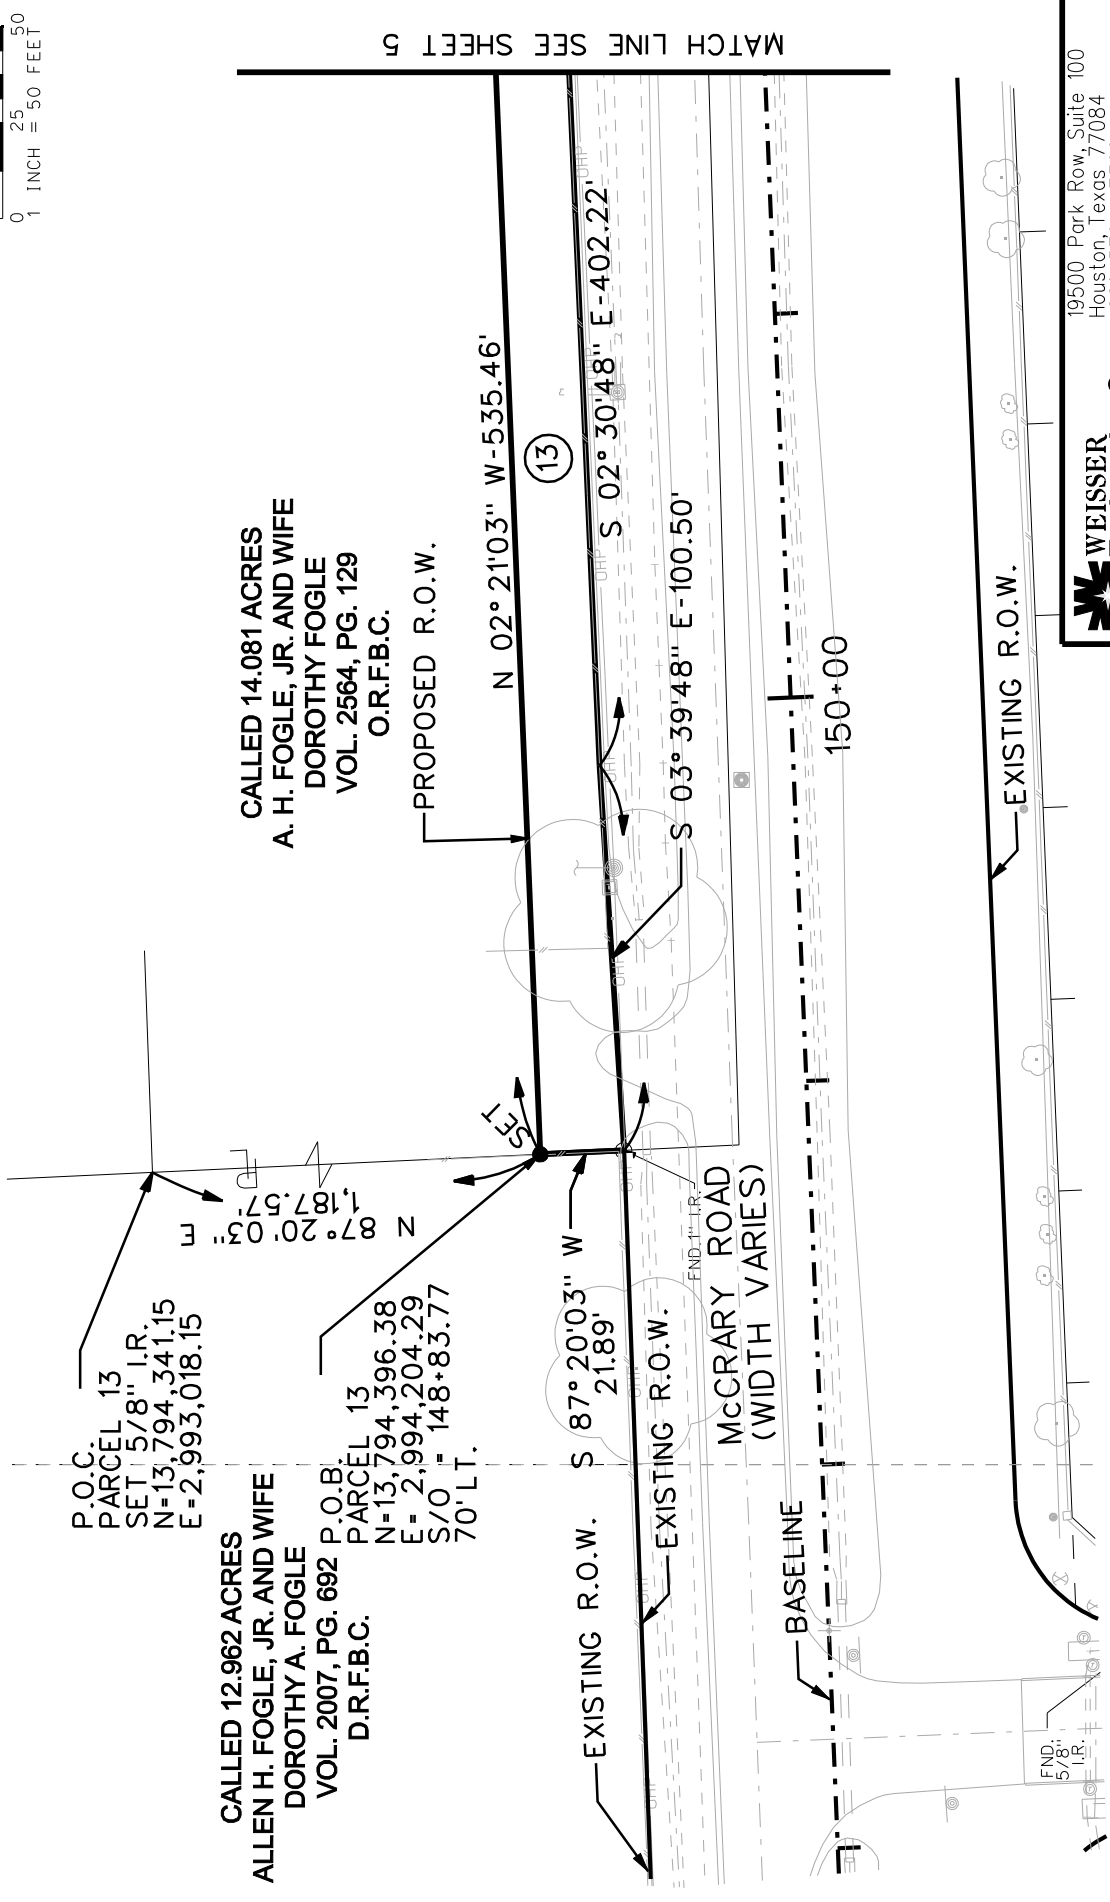 0 25 50
1 INCH = 50 FEET
MATCH LINE SEE SHEET 5
CALLED 14.081 ACRES
A. H. FOGLE, JR. AND WIFE
DOROTHY FOGLE
VOL. 2564, PG. 129
O.R.F.B.C.
PROPOSED R.O.W.
N 02° 21'03" W-535.46'
13
S 02° 30'48" E-402.22'
S 03° 39'48" E-100.50'
OHP
OHP
OHP
OHP
OHP
150+00
EXISTING R.O.W.
19500 Park Row, Suite 100
Houston, Texas 77084
WEISSER
SET
N 87° 20'03" E
1,187.57'
P.O.C.
PARCEL 13
SET 5/8" I.R.
N=13,794,341.15
E=2,993,018.15
P.O.B.
PARCEL 13
N=13,794,396.38
E= 2,994,204.29
S/O = 148+83.77
70' LT.
S 87° 20'03" W
21.89'
FND.1" I.R.
McCRARY ROAD
(WIDTH VARIES)
CALLED 12.962 ACRES
ALLEN H. FOGLE, JR. AND WIFE
DOROTHY A. FOGLE
VOL. 2007, PG. 692
D.R.F.B.C.
EXISTING R.O.W.
EXISTING R.O.W.
BASELINE
FND.
5/8"
I.R.